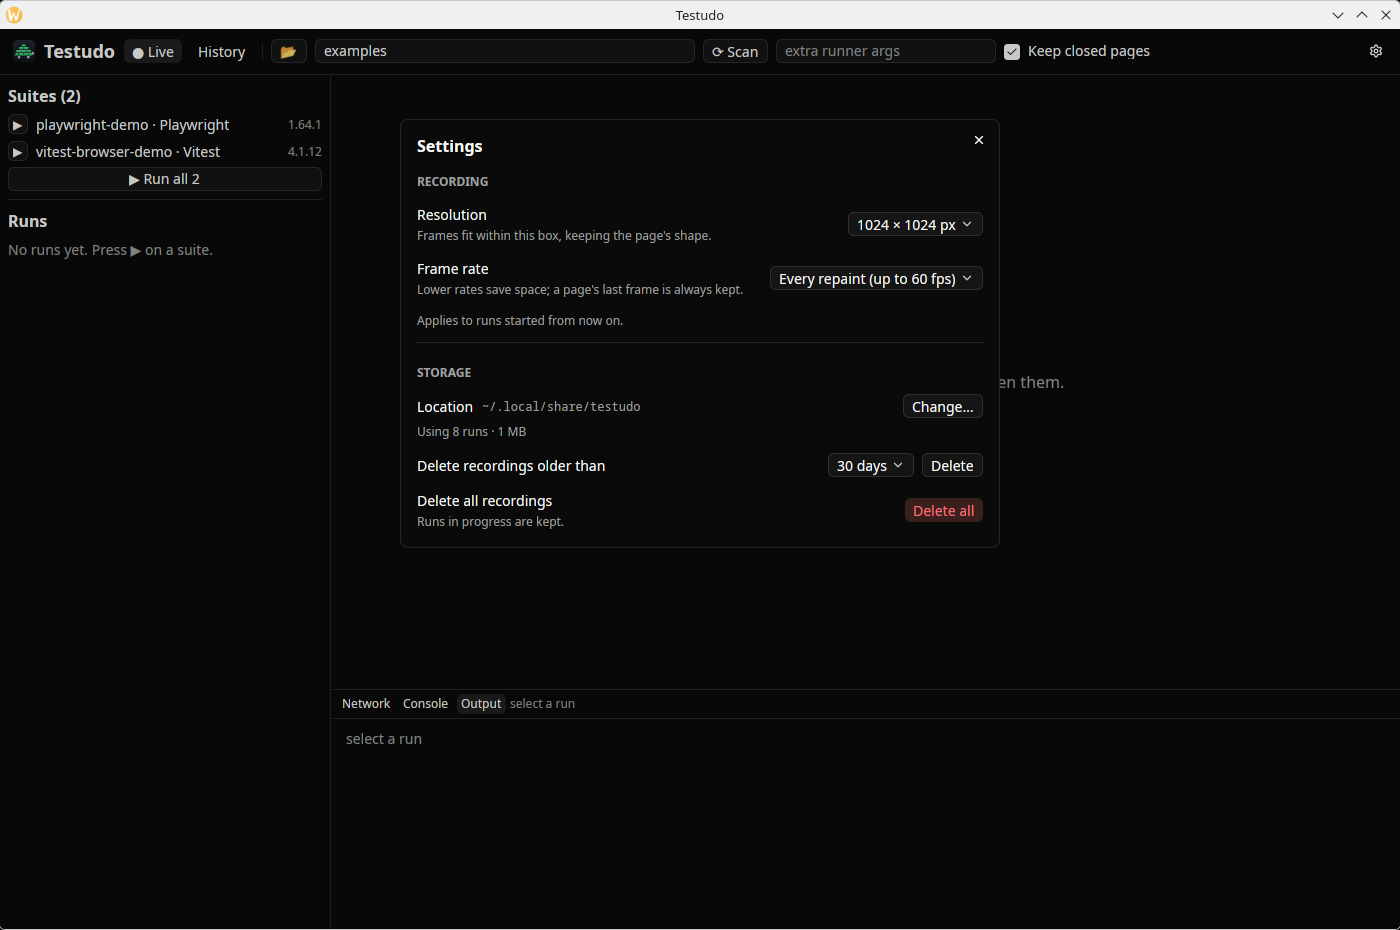 Testudo
Testudo ● Live History examples ⟳ Scan extra runner args Keep closed pages
Suites (2)
▶ playwright-demo · Playwright 1.64.1
▶ vitest-browser-demo · Vitest 4.1.12
▶ Run all 2
Runs
No runs yet. Press ▶ on a suite.
Settings
RECORDING
Resolution
Frames fit within this box, keeping the page's shape.
1024 × 1024 px
Frame rate
Lower rates save space; a page's last frame is always kept.
Every repaint (up to 60 fps)
Applies to runs started from now on.
STORAGE
Location ~/.local/share/testudo
Change...
Using 8 runs · 1 MB
Delete recordings older than
30 days
Delete
Delete all recordings
Runs in progress are kept.
Delete all
en them.
Network Console Output select a run
select a run